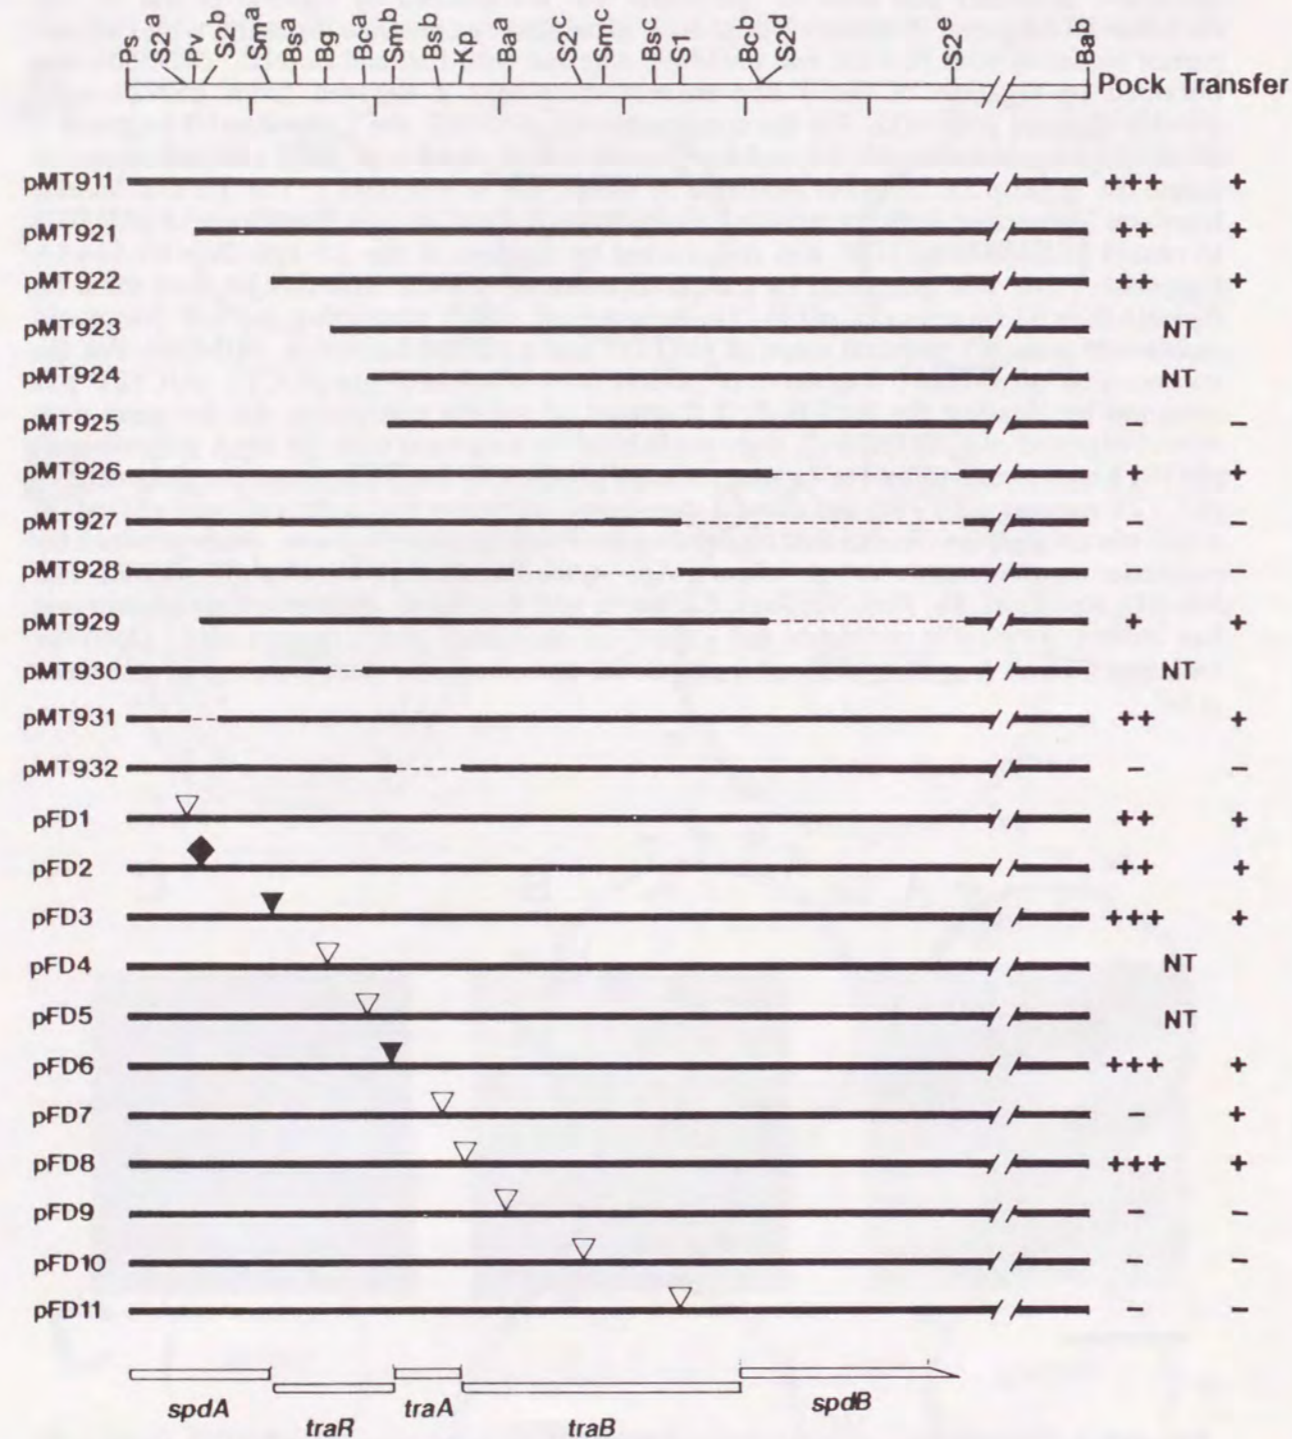 Ps S2ᵃ Pv S2ᵇ Smᵃ Bsᵃ Bg Bcᵃ Smᵇ Bsᵇ Kp Baᵃ S2ᶜ Smᶜ Bsᶜ S1 Bcᵇ S2ᵈ S2ᵉ Baᵇ
Pock Transfer
pMT911 +++ +
pMT921 ++ +
pMT922 ++ +
pMT923 NT
pMT924 NT
pMT925 − −
pMT926 + +
pMT927 − −
pMT928 − −
pMT929 + +
pMT930 NT
pMT931 ++ +
pMT932 − −
pFD1 ++ +
pFD2 ++ +
pFD3 +++ +
pFD4 NT
pFD5 NT
pFD6 +++ +
pFD7 − +
pFD8 +++ +
pFD9 − −
pFD10 − −
pFD11 − −
spdA traR traA traB spdB